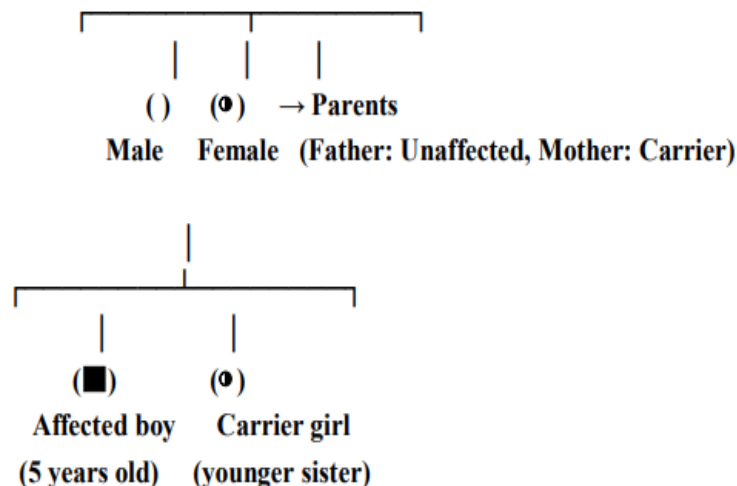 ( ) (◑) → Parents
Male Female (Father: Unaffected, Mother: Carrier)
(■) (◑)
Affected boy Carrier girl
(5 years old) (younger sister)